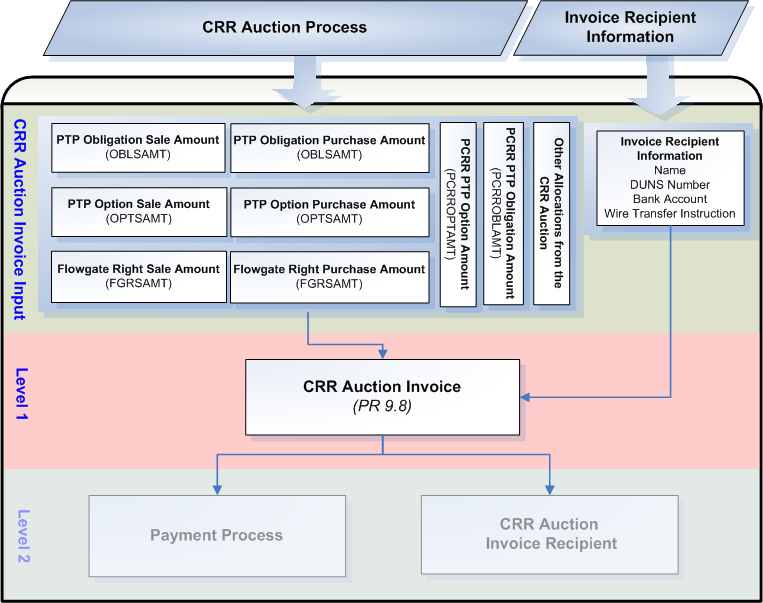 CRR Auction Process
Invoice Recipient
Information
CRR Auction Invoice Input
PTP Obligation Sale Amount
(OBLSAMT)
PTP Obligation Purchase Amount
(OBLSAMT)
PTP Option Sale Amount
(OPTSAMT)
PTP Option Purchase Amount
(OPTSAMT)
Flowgate Right Sale Amount
(FGRSAMT)
Flowgate Right Purchase Amount
(FGRSAMT)
PCRR PTP Option Amount
(PCRROPTAMT)
PCRR PTP Obligation Amount
(PCRROBLAMT)
Other Allocations from the
CRR Auction
Invoice Recipient
Information
Name
DUNS Number
Bank Account
Wire Transfer Instruction
Level 1
CRR Auction Invoice
(PR 9.8)
Level 2
Payment Process
CRR Auction
Invoice Recipient